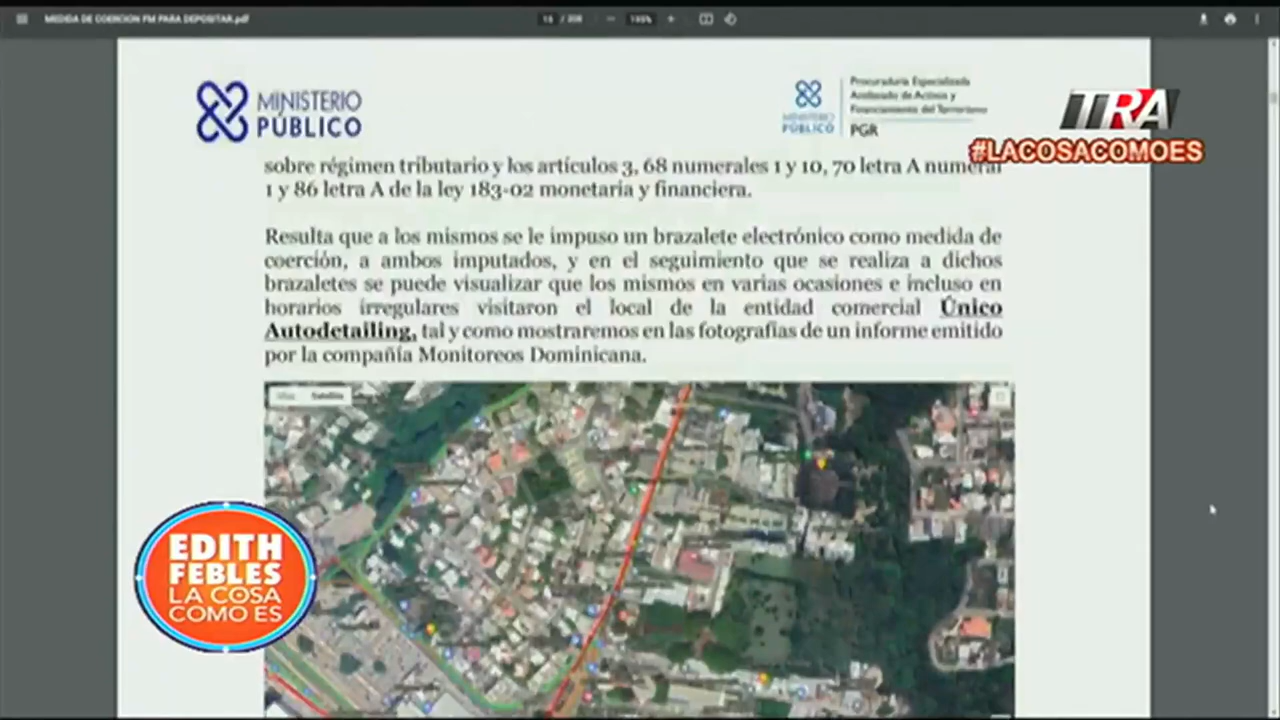 MEDIDA DE COERCION FM PARA DEPOSITAR.pdf
MINISTERIO
PÚBLICO
MINISTERIO
PÚBLICO
Procuraduría Especializada
Antilavado de Activos y
Financiamiento del Terrorismo
PGR
TRA
#LACOSACOMOES
sobre régimen tributario y los artículos 3, 68 numerales 1 y 10, 70 letra A numeral
1 y 86 letra A de la ley 183-02 monetaria y financiera.
Resulta que a los mismos se le impuso un brazalete electrónico como medida de
coerción, a ambos imputados, y en el seguimiento que se realiza a dichos
brazaletes se puede visualizar que los mismos en varias ocasiones e incluso en
horarios irregulares visitaron el local de la entidad comercial Único
Autodetailing, tal y como mostraremos en las fotografías de un informe emitido
por la compañía Monitoreos Dominicana.
Satélite
EDITH
FEBLES
LA COSA
COMO ES